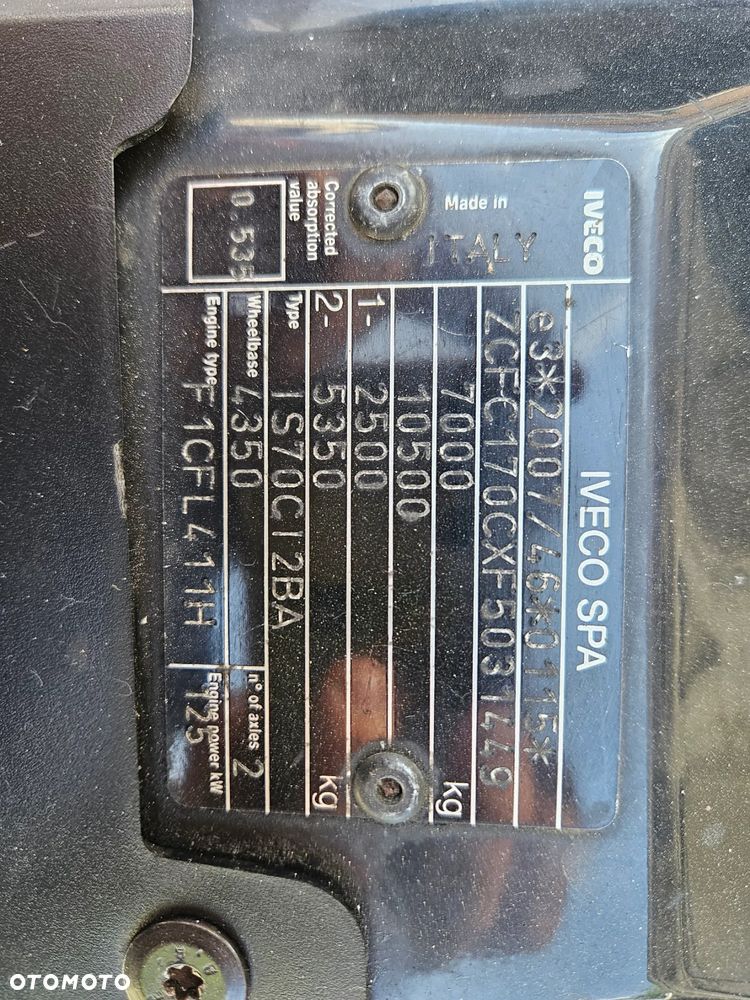 IVECO SPA
IVECO
e3*2007/46*0115*
Made in
ITALY
ZCFC170CXF5031449
7000 kg
10500
1- 2500
2- 5350 kg
Corrected
absorption
value
0.535
Type IS70CI2BA
Wheelbase 4350 n° of axles 2
Engine type F1CFL411H Engine power kW 125
OTOMOTO